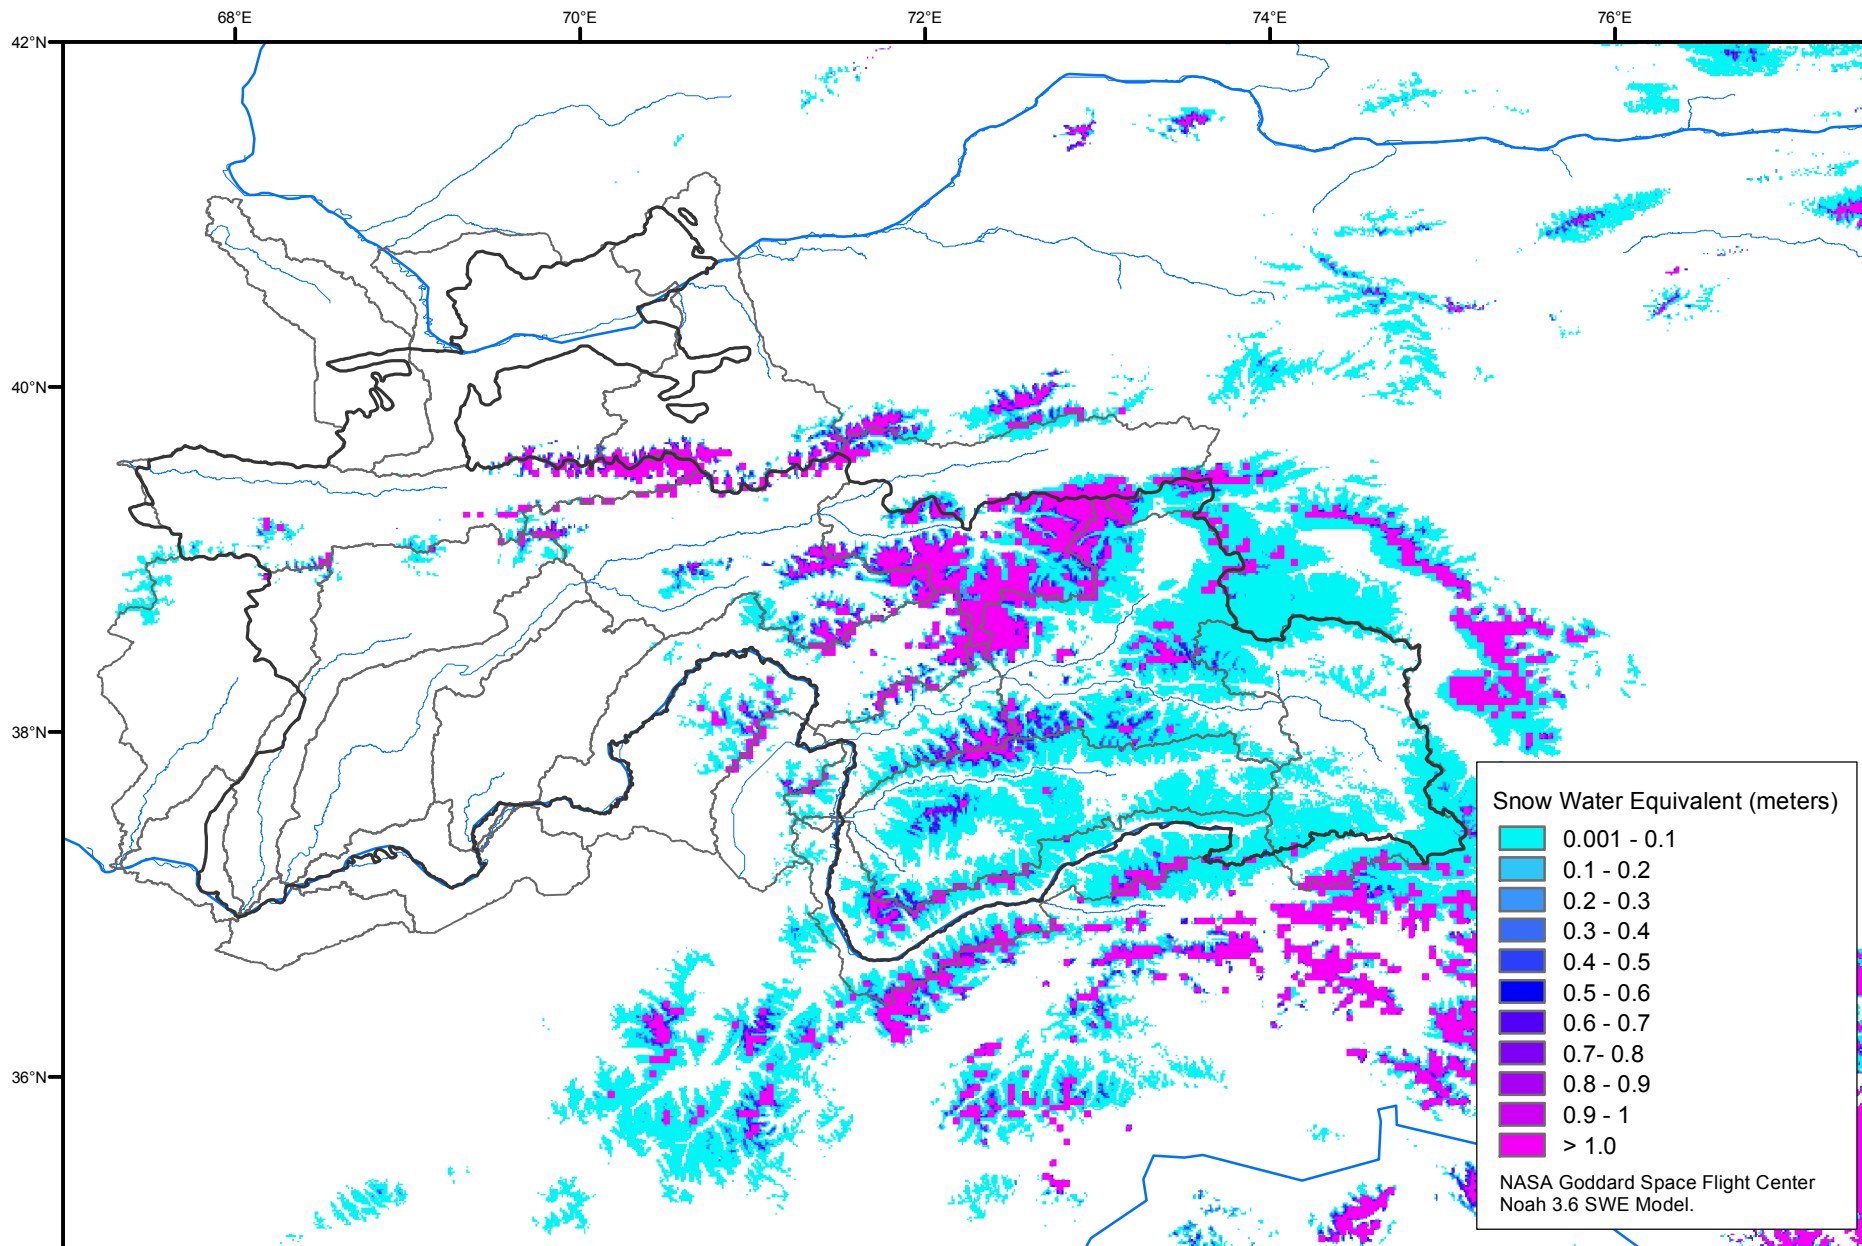 68°E
70°E
72°E
74°E
76°E
42°N
40°N
38°N
36°N
Snow Water Equivalent (meters)
0.001 - 0.1
0.1 - 0.2
0.2 - 0.3
0.3 - 0.4
0.4 - 0.5
0.5 - 0.6
0.6 - 0.7
0.7- 0.8
0.8 - 0.9
0.9 - 1
> 1.0
NASA Goddard Space Flight Center
Noah 3.6 SWE Model.